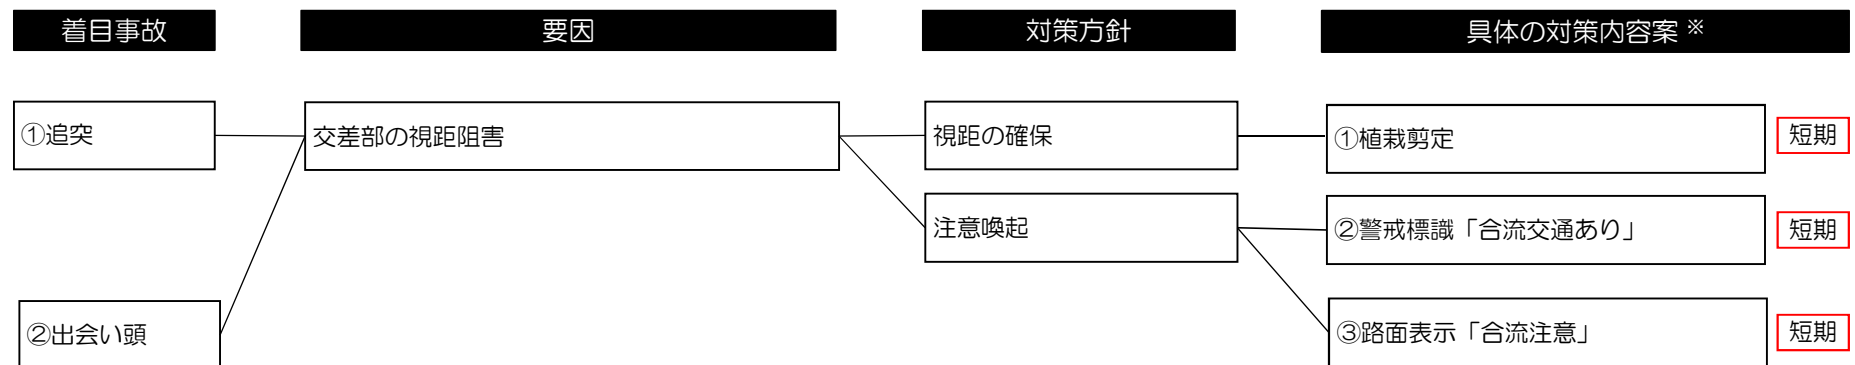 着目事故
要因
対策方針
具体の対策内容案※
①追突
交差部の視距阻害
視距の確保
①植栽剪定
短期
注意喚起
②警戒標識「合流交通あり」
短期
②出会い頭
③路面表示「合流注意」
短期